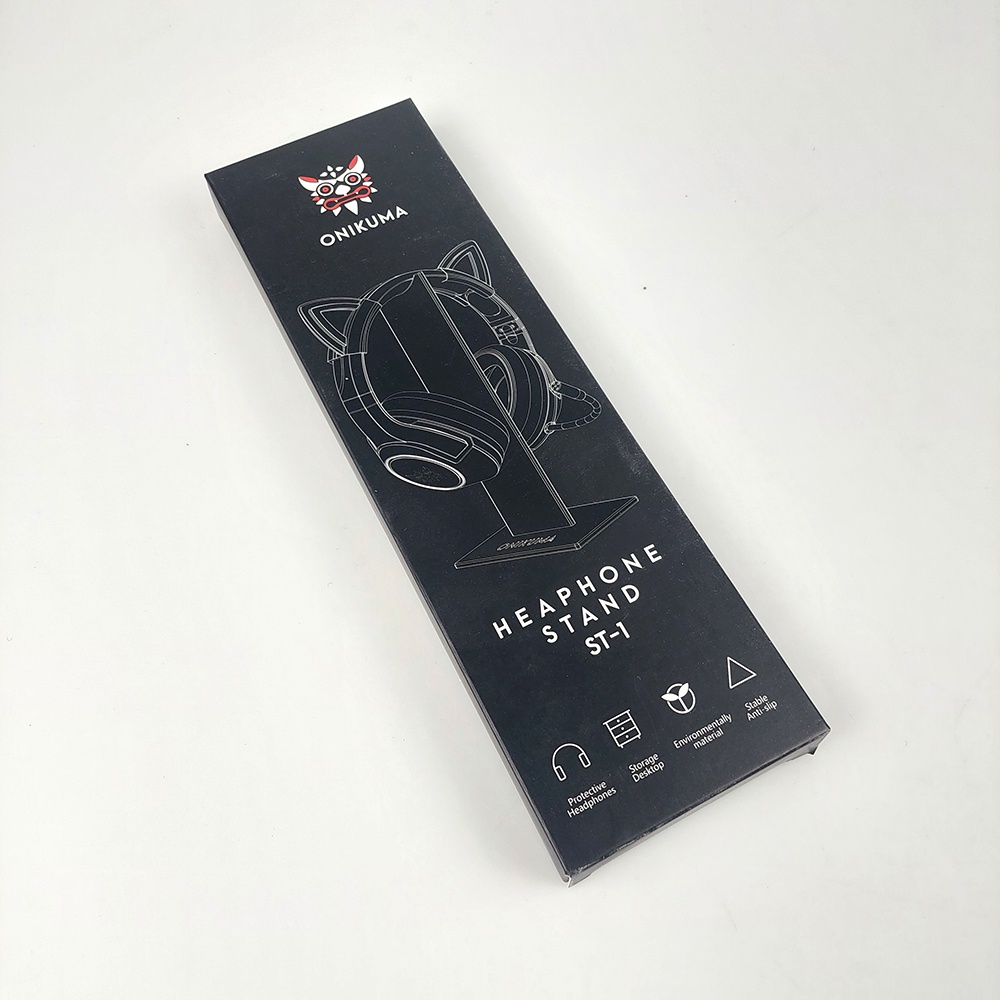 ONIKUMA
ONIKUMA
HEAPHONE
STAND
ST-1
Protective
Headphones
Storage
Desktop
Environmentally
material
Stable
Anti-slip